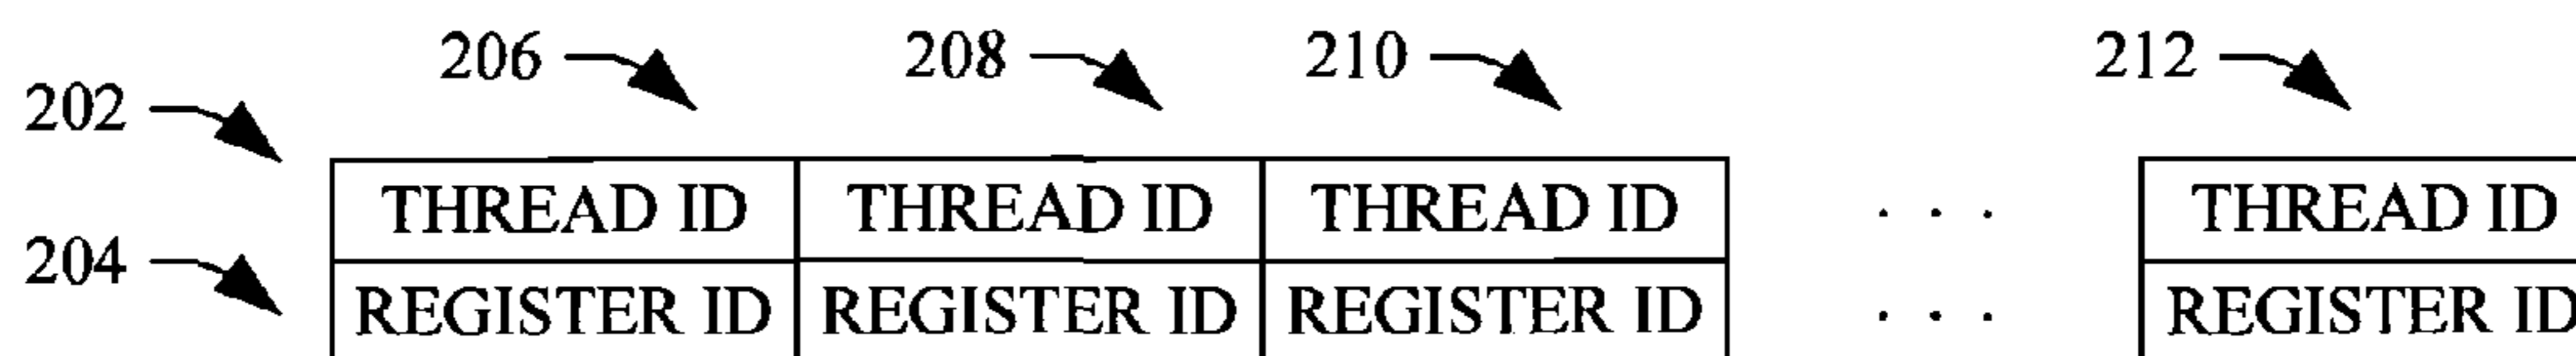 206 208 210 212
202
THREAD ID THREAD ID THREAD ID . . . THREAD ID
204
REGISTER ID REGISTER ID REGISTER ID . . . REGISTER ID